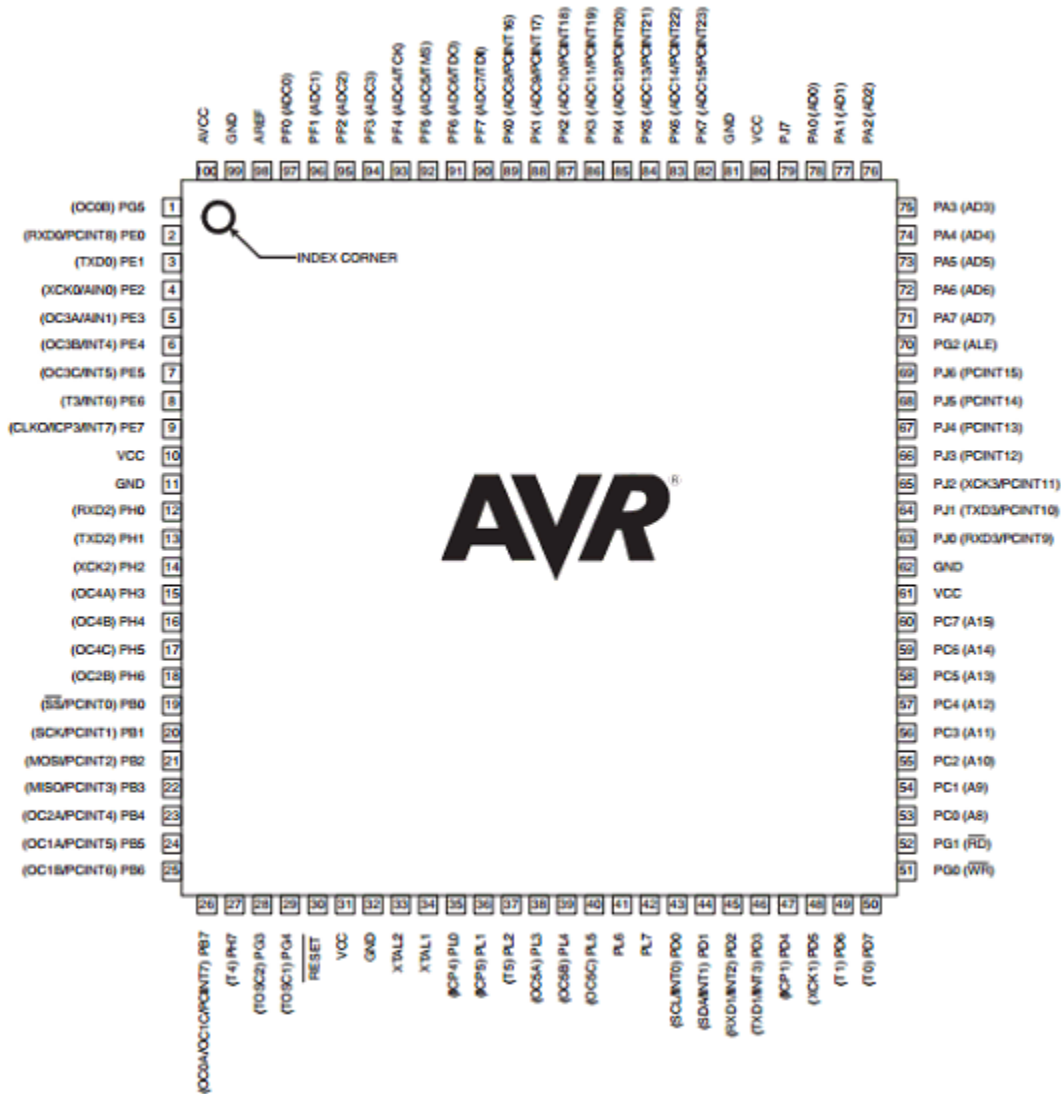 AVCC
GND
AREF
PF0 (ADC0)
PF1 (ADC1)
PF2 (ADC2)
PF3 (ADC3)
PF4 (ADC4/TCK)
PF5 (ADC5/TMS)
PF6 (ADC6/TDO)
PF7 (ADC7/TDI)
PK0 (ADC8/PCINT16)
PK1 (ADC9/PCINT17)
PK2 (ADC10/PCINT18)
PK3 (ADC11/PCINT19)
PK4 (ADC12/PCINT20)
PK5 (ADC13/PCINT21)
PK6 (ADC14/PCINT22)
PK7 (ADC15/PCINT23)
GND
VCC
PJ7
PA0 (AD0)
PA1 (AD1)
PA2 (AD2)
100 99 98 97 96 95 94 93 92 91 90 89 88 87 86 85 84 83 82 81 80 79 78 77 76
(OC0B) PG5 1
(RXD0/PCINT8) PE0 2
(TXD0) PE1 3
(XCK0/AIN0) PE2 4
(OC3A/AIN1) PE3 5
(OC3B/INT4) PE4 6
(OC3C/INT5) PE5 7
(T3/INT6) PE6 8
(CLKO/ICP3/INT7) PE7 9
VCC 10
GND 11
(RXD2) PH0 12
(TXD2) PH1 13
(XCK2) PH2 14
(OC4A) PH3 15
(OC4B) PH4 16
(OC4C) PH5 17
(OC2B) PH6 18
(SS/PCINT0) PB0 19
(SCK/PCINT1) PB1 20
(MOSI/PCINT2) PB2 21
(MISO/PCINT3) PB3 22
(OC2A/PCINT4) PB4 23
(OC1A/PCINT5) PB5 24
(OC1B/PCINT6) PB6 25
INDEX CORNER
AVR®
75 PA3 (AD3)
74 PA4 (AD4)
73 PA5 (AD5)
72 PA6 (AD6)
71 PA7 (AD7)
70 PG2 (ALE)
69 PJ6 (PCINT15)
68 PJ5 (PCINT14)
67 PJ4 (PCINT13)
66 PJ3 (PCINT12)
65 PJ2 (XCK3/PCINT11)
64 PJ1 (TXD3/PCINT10)
63 PJ0 (RXD3/PCINT9)
62 GND
61 VCC
60 PC7 (A15)
59 PC6 (A14)
58 PC5 (A13)
57 PC4 (A12)
56 PC3 (A11)
55 PC2 (A10)
54 PC1 (A9)
53 PC0 (A8)
52 PG1 (RD)
51 PG0 (WR)
26 27 28 29 30 31 32 33 34 35 36 37 38 39 40 41 42 43 44 45 46 47 48 49 50
(OC0A/OC1C/PCINT7) PB7
(T4) PH7
(TOSC2) PG3
(TOSC1) PG4
RESET
VCC
GND
XTAL2
XTAL1
(ICP4) PL0
(ICP5) PL1
(T5) PL2
(OC5A) PL3
(OC5B) PL4
(OC5C) PL5
PL6
PL7
(SCL/INT0) PD0
(SDA/INT1) PD1
(RXD1/INT2) PD2
(TXD1/INT3) PD3
(ICP1) PD4
(XCK1) PD5
(T1) PD6
(T0) PD7